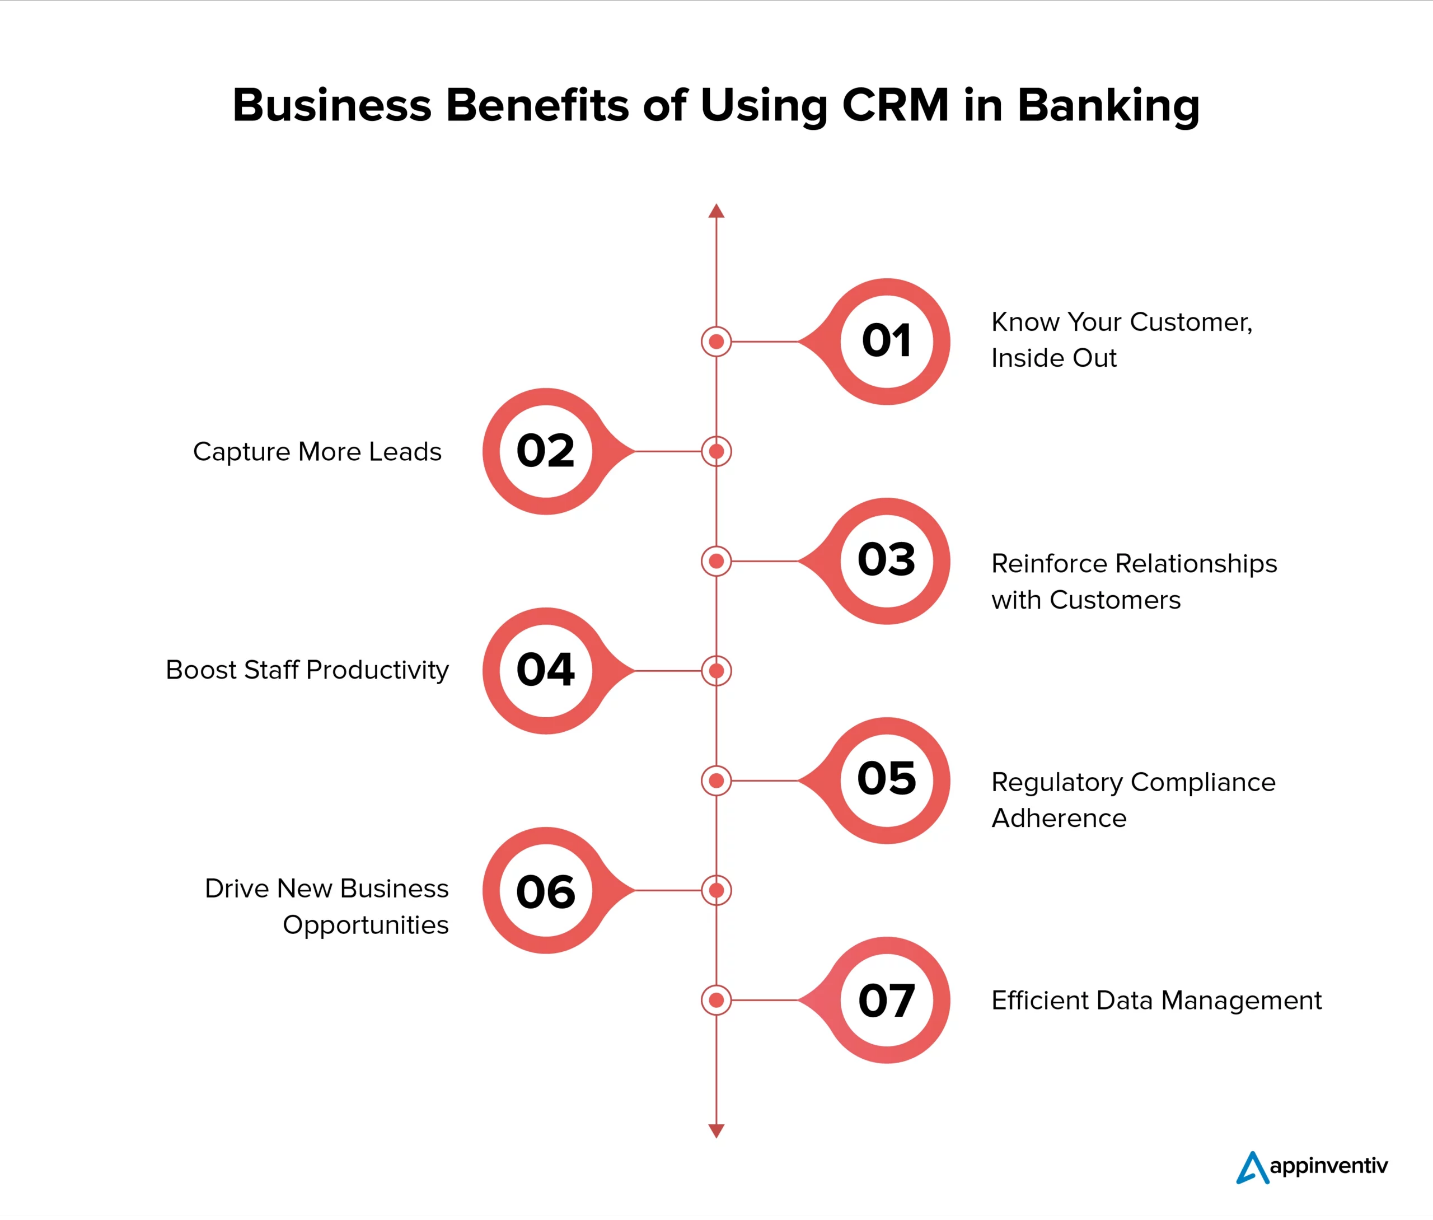 Business Benefits of Using CRM in Banking
01
Know Your Customer,
Inside Out
02
Capture More Leads
03
Reinforce Relationships
with Customers
04
Boost Staff Productivity
05
Regulatory Compliance
Adherence
06
Drive New Business
Opportunities
07
Efficient Data Management
appinventiv